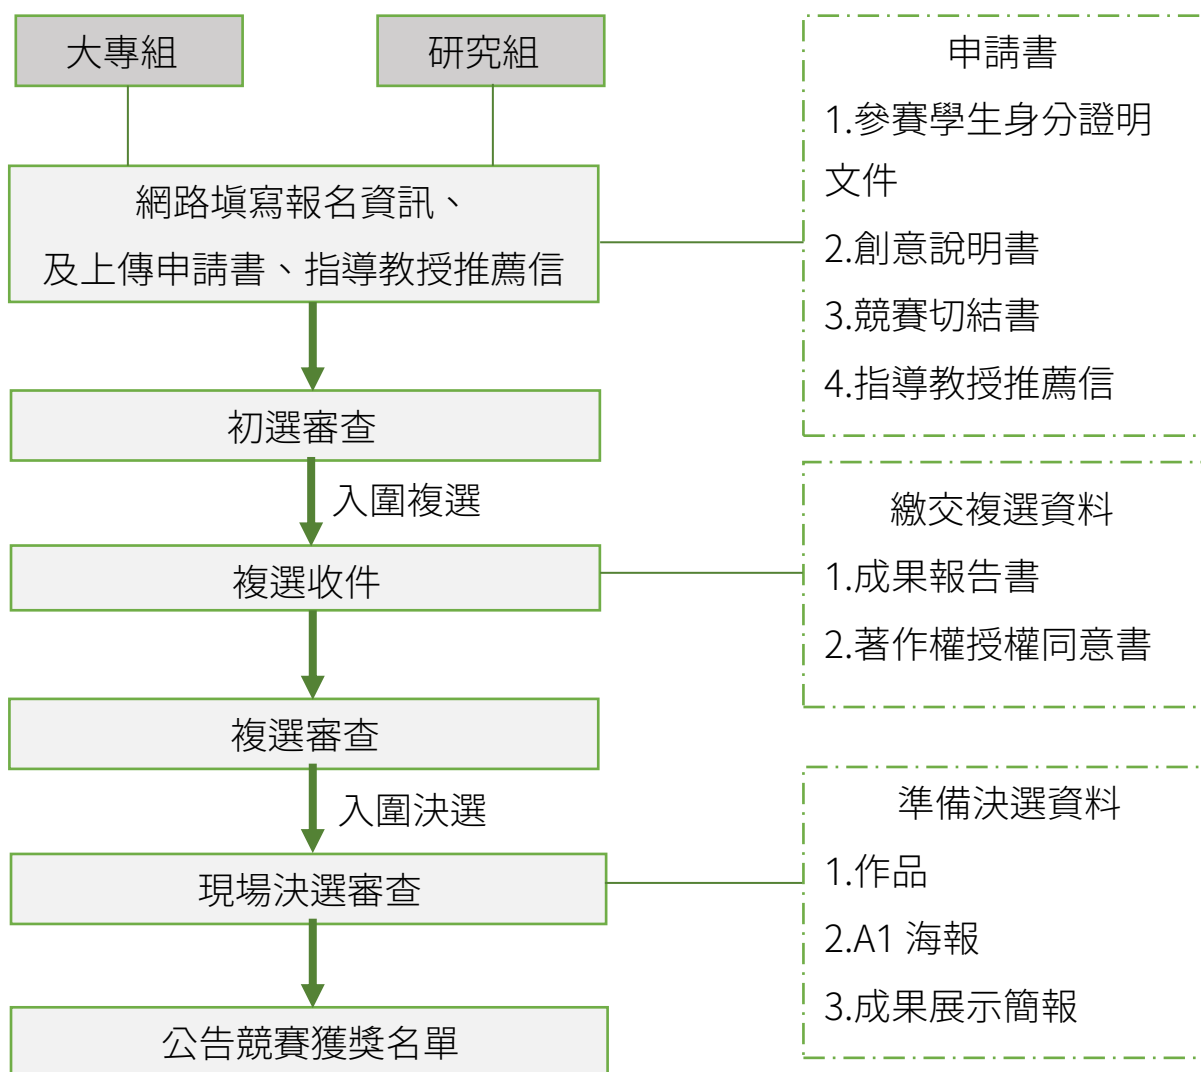 大專組
研究組
網路填寫報名資訊、
及上傳申請書、指導教授推薦信
初選審查
入圍複選
複選收件
複選審查
入圍決選
現場決選審查
公告競賽獲獎名單
申請書
1.參賽學生身分證明
文件
2.創意說明書
3.競賽切結書
4.指導教授推薦信
繳交複選資料
1.成果報告書
2.著作權授權同意書
準備決選資料
1.作品
2.A1 海報
3.成果展示簡報